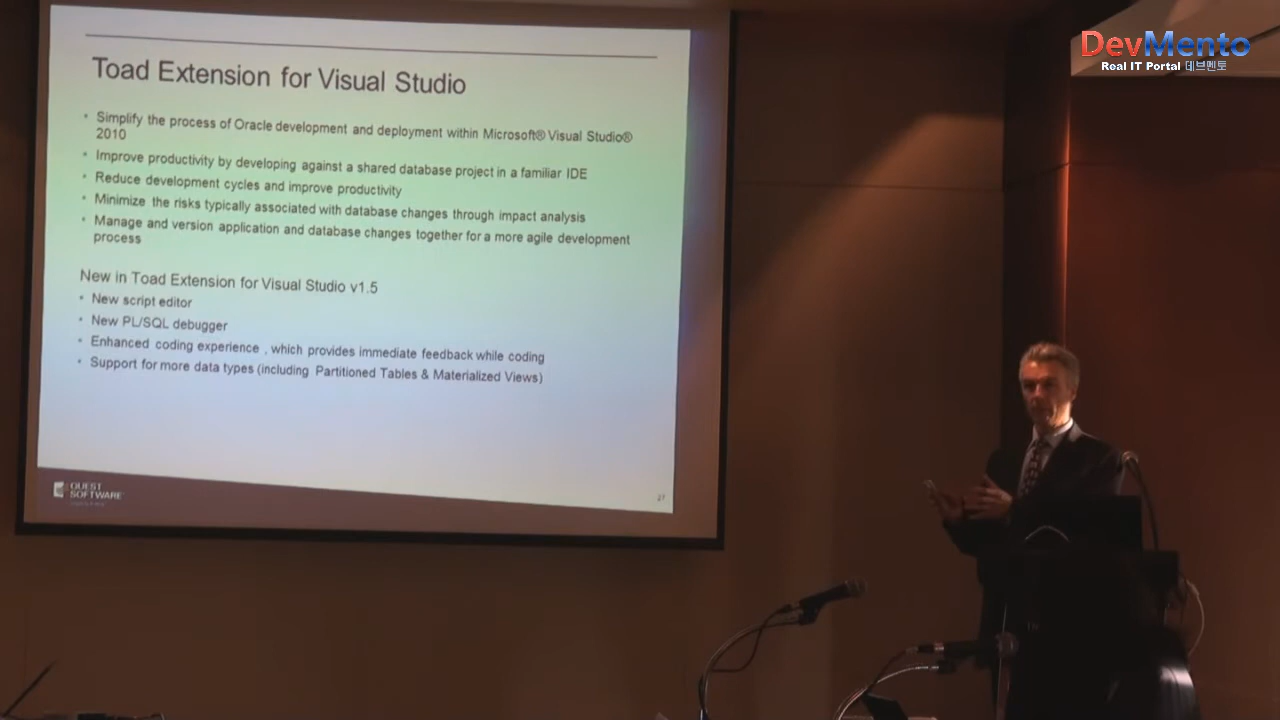 DevMento
Real IT Portal 데브멘토
Toad Extension for Visual Studio
• Simplify the process of Oracle development and deployment within Microsoft® Visual Studio®
2010
• Improve productivity by developing against a shared database project in a familiar IDE
• Reduce development cycles and improve productivity
• Minimize the risks typically associated with database changes through impact analysis
• Manage and version application and database changes together for a more agile development
process
New in Toad Extension for Visual Studio v1.5
• New script editor
• New PL/SQL debugger
• Enhanced coding experience , which provides immediate feedback while coding
• Support for more data types (including Partitioned Tables & Materialized Views)
QUEST
SOFTWARE